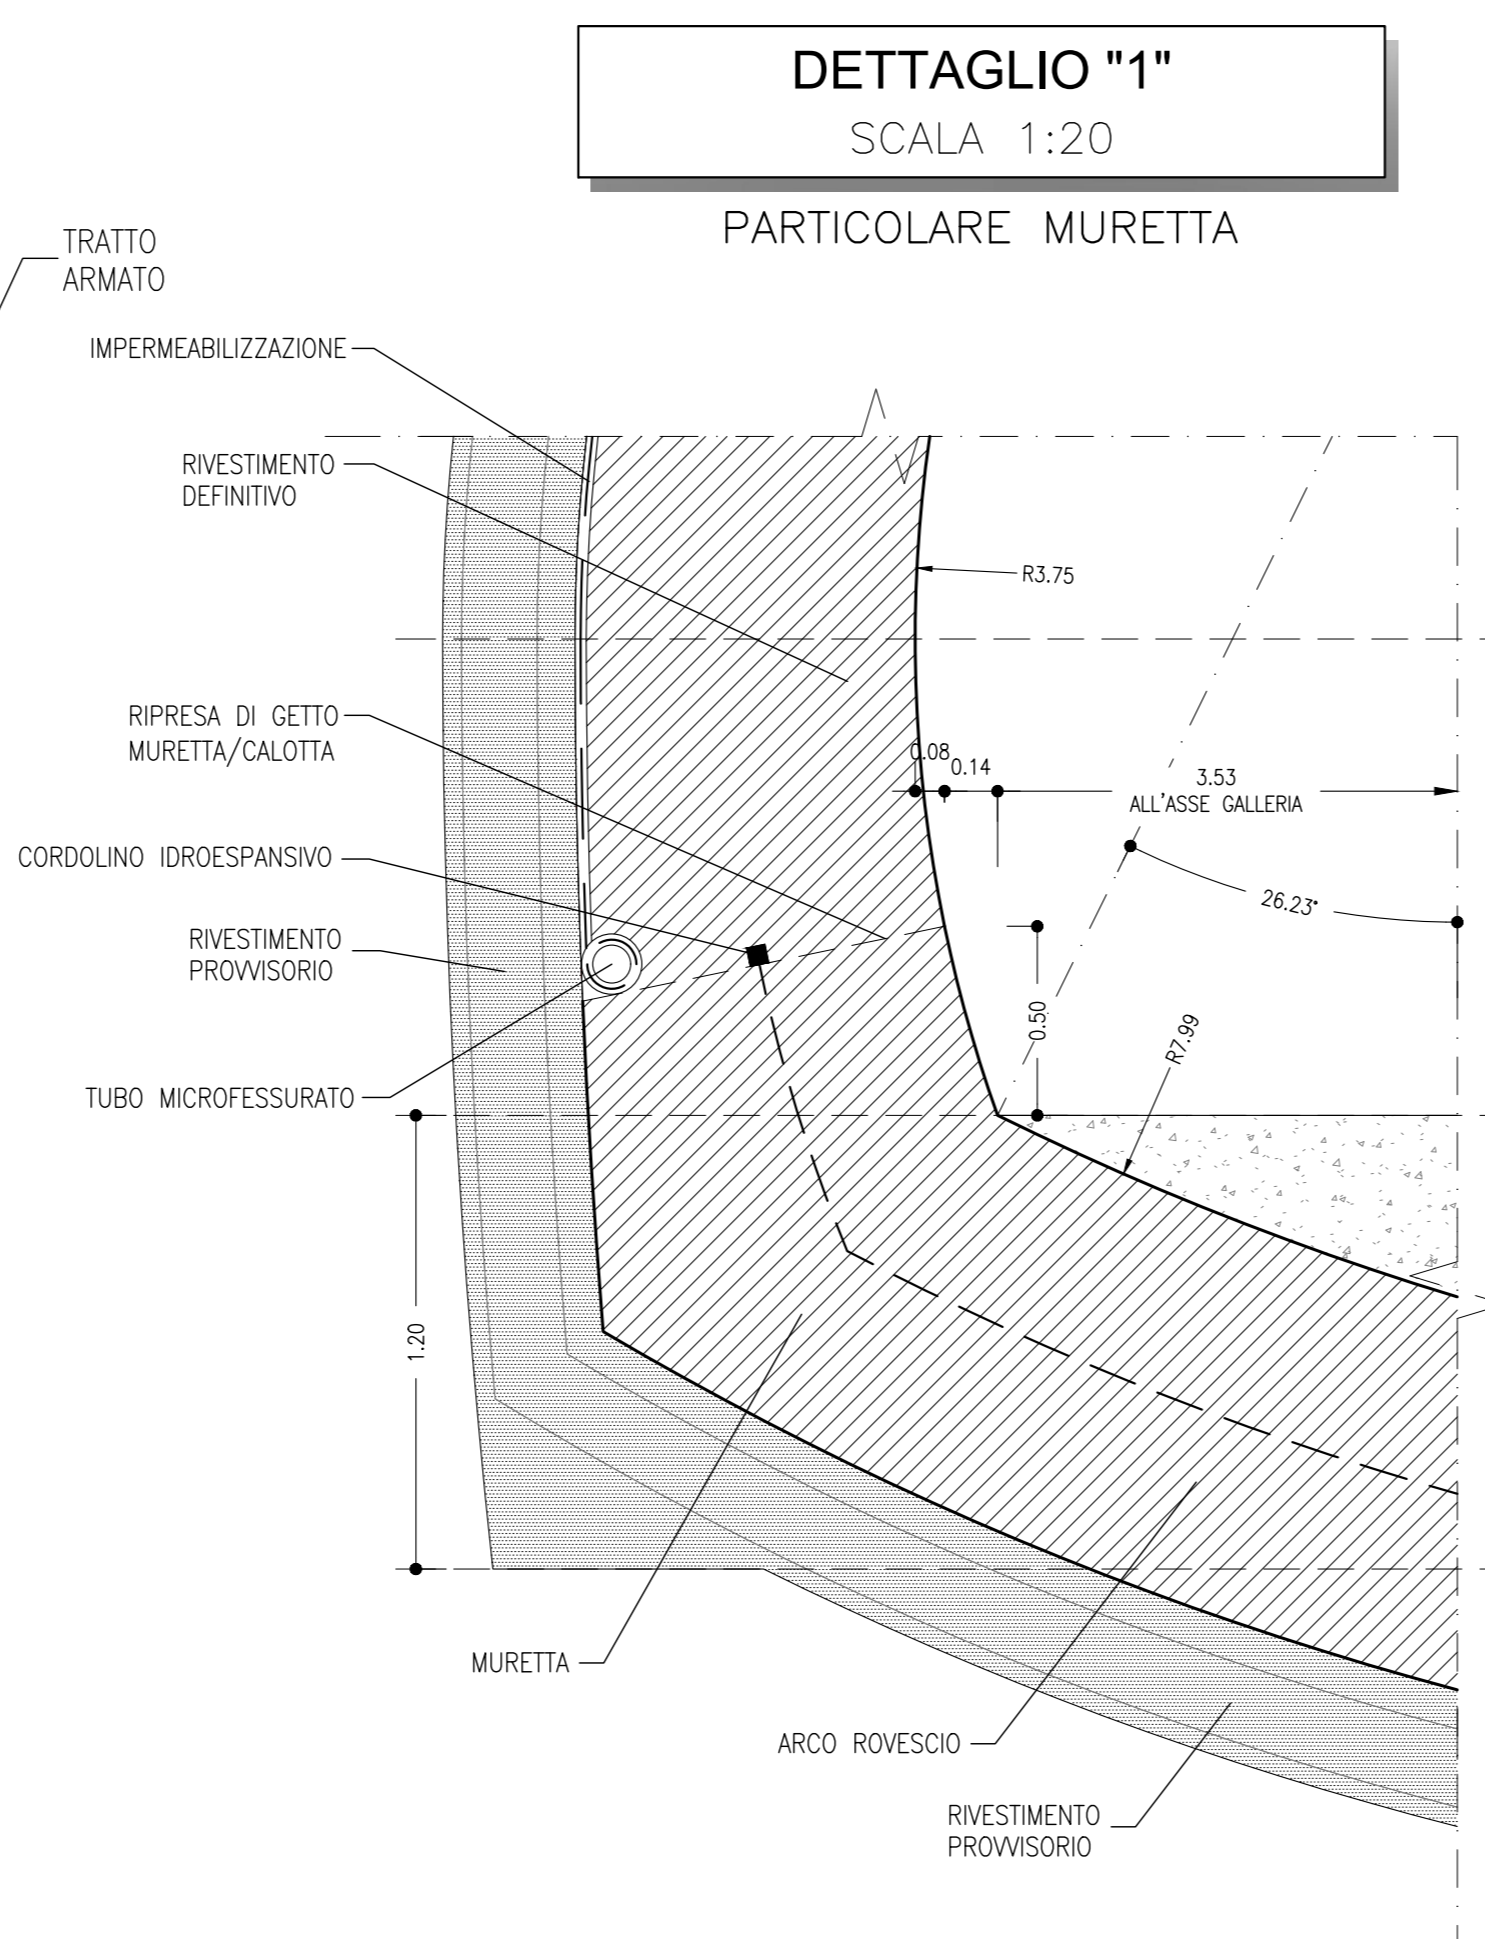 DETTAGLIO "1"
SCALA 1:20
PARTICOLARE MURETTA
TRATTO
ARMATO
IMPERMEABILIZZAZIONE
RIVESTIMENTO
DEFINITIVO
R3.75
RIPRESA DI GETTO
MURETTA/CALOTTA
0.08
0.14
3.53
ALL'ASSE GALLERIA
CORDOLINO IDROESPANSIVO
26.23°
RIVESTIMENTO
PROVVISORIO
0.50
R7.99
TUBO MICROFESSURATO
1.20
MURETTA
ARCO ROVESCIO
RIVESTIMENTO
PROVVISORIO